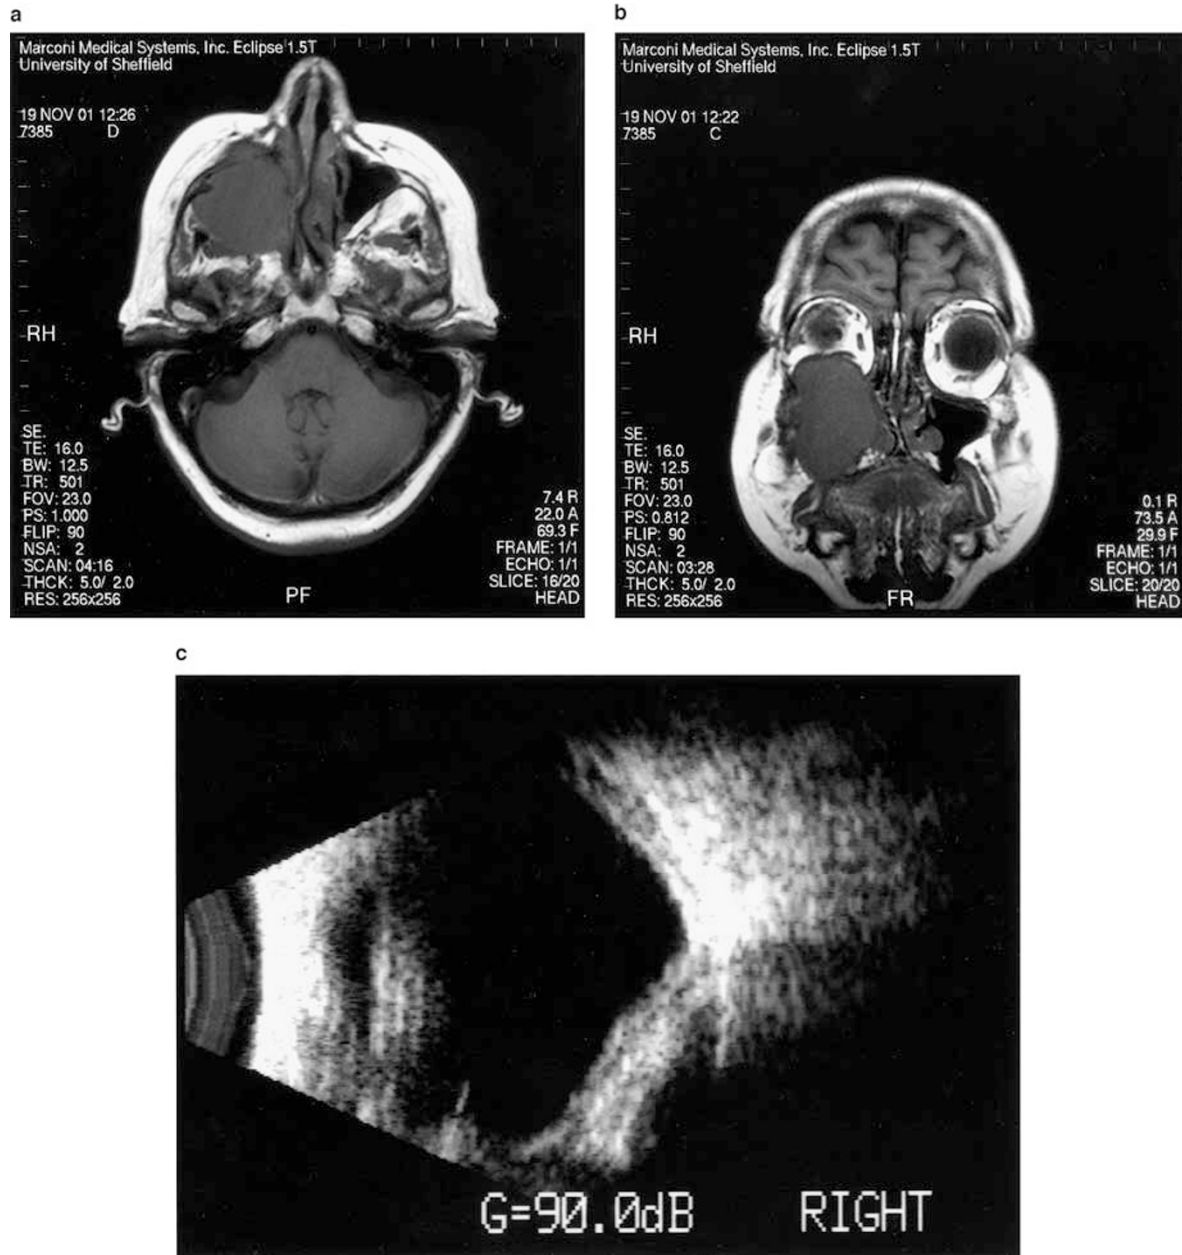 a
Marconi Medical Systems, Inc. Eclipse 1.5T
University of Sheffield
19 NOV 01 12:26
7385 D
RH
SE.
TE: 16.0
BW: 12.5
TR: 501
FOV: 23.0
PS: 1.000
FLIP: 90
NSA: 2
SCAN: 04:16
THCK: 5.0/ 2.0
RES: 256x256
PF
7.4 R
22.0 A
69.3 F
FRAME: 1/1
ECHO: 1/1
SLICE: 16/20
HEAD
b
Marconi Medical Systems, Inc. Eclipse 1.5T
University of Sheffield
19 NOV 01 12:22
7385 C
RH
SE.
TE: 16.0
BW: 12.5
TR: 501
FOV: 23.0
PS: 0.812
FLIP: 90
NSA: 2
SCAN: 03:28
THCK: 5.0/ 2.0
RES: 256x256
FR
0.1 R
73.5 A
29.9 F
FRAME: 1/1
ECHO: 1/1
SLICE: 20/20
HEAD
c
G=90.0dB RIGHT